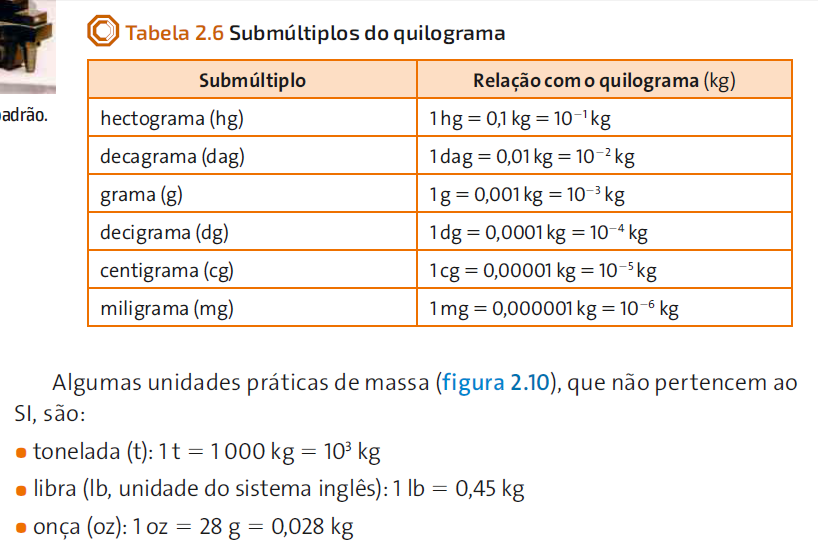 Tabela 2.6 Submúltiplos do quilograma
Submúltiplo Relação com o quilograma (kg)
hectograma (hg) 1 hg = 0,1 kg = 10⁻¹ kg
adrão.
decagrama (dag) 1 dag = 0,01 kg = 10⁻² kg
grama (g) 1 g = 0,001 kg = 10⁻³ kg
decigrama (dg) 1 dg = 0,0001 kg = 10⁻⁴ kg
centigrama (cg) 1 cg = 0,00001 kg = 10⁻⁵ kg
miligrama (mg) 1 mg = 0,000001 kg = 10⁻⁶ kg
Algumas unidades práticas de massa (figura 2.10), que não pertencem ao
SI, são:
• tonelada (t): 1 t = 1 000 kg = 10³ kg
• libra (lb, unidade do sistema inglês): 1 lb = 0,45 kg
• onça (oz): 1 oz = 28 g = 0,028 kg